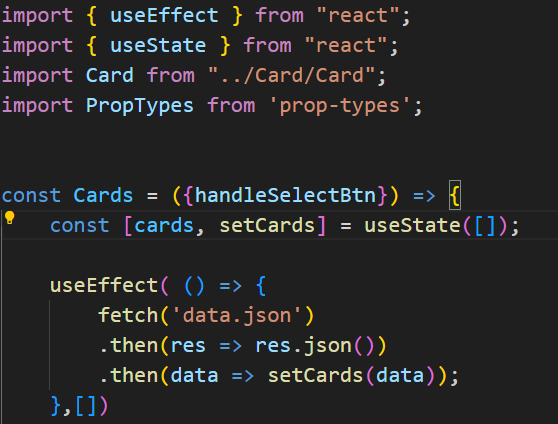 import { useEffect } from "react";
import { useState } from "react";
import Card from "../Card/Card";
import PropTypes from 'prop-types';
const Cards = ({handleSelectBtn}) => {
const [cards, setCards] = useState([]);
useEffect( () => {
fetch('data.json')
.then(res => res.json())
.then(data => setCards(data));
},[])